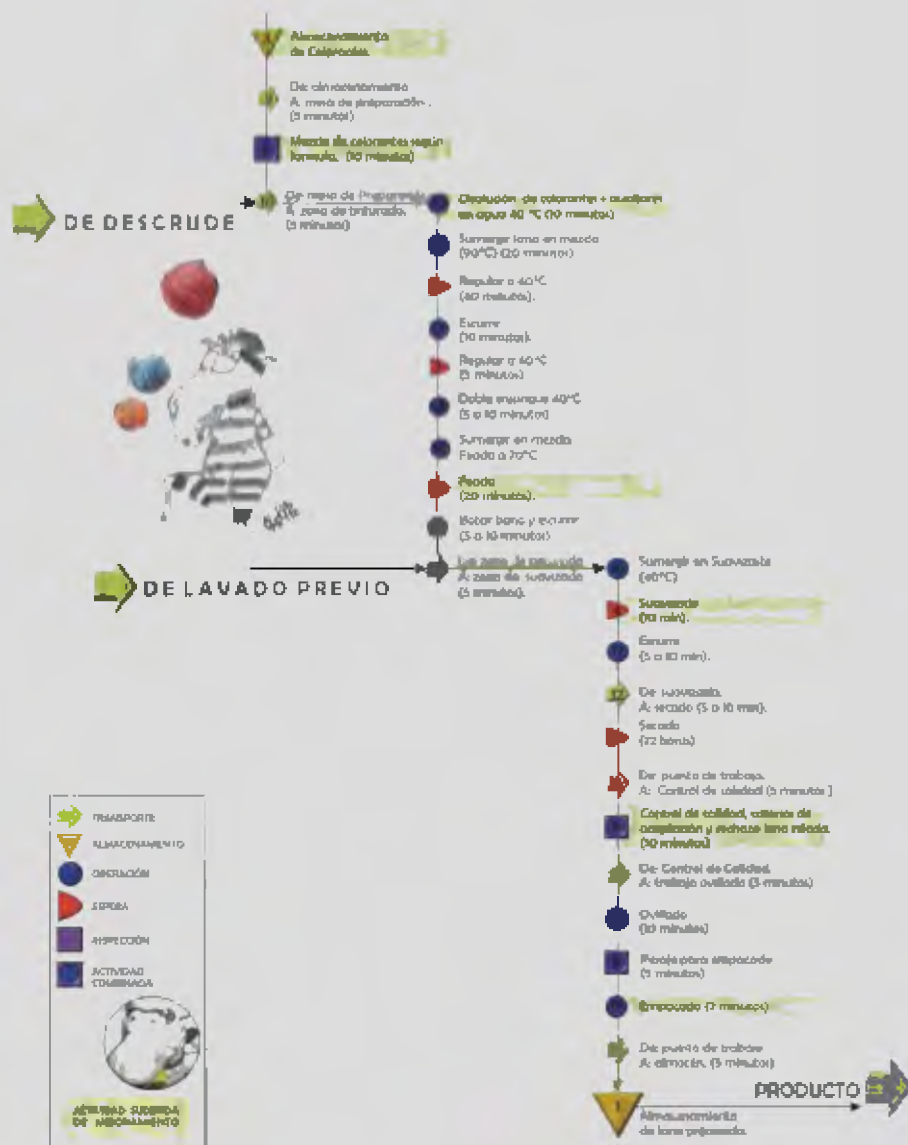 Almacenamiento
de Colorantes.
De: almacenamiento
A: mesa de preparación.
(5 minutos)
Mezcla de colorantes según
formula. (10 minutos)
De mesa de Preparación
A: zona de tinturado.
(5 minutos)
DE DESCRUDE
Disolución de colorantes + auxiliares
en agua 40 °C (10 minutos)
Sumergir lana en mezcla
(90°C) (20 minutos)
Regular a 40°C
(40 minutos).
Escurrir
(10 minutos).
Regular a 40°C
(5 minutos)
Doble enjuague 40°C
(5 a 10 minutos)
Sumergir en mezcla
Fijado a 70°C
Fijado
(20 minutos).
Botar baño y escurrir
(5 a 10 minutos)
DE LAVADO PREVIO
A: zona de suavizado
(5 minutos).
Sumergir en Suavizante
(40°C)
Suavizado
(10 min).
Escurrir
(5 a 10 min).
De: suavizado.
A: secado (5 a 10 min).
Secado
(72 horas)
De: puesto de trabajo.
A: Control de calidad (5 minutos)
Control de calidad, criterios de
aceptación y rechazo lana hilada.
(10 minutos)
De: Control de Calidad.
A: trabajo ovillado (5 minutos)
Ovillado
(10 minutos)
Pesaje para empacado
(5 minutos)
Empacado (7 minutos)
De: puesto de trabajo
A: almacén. (5 minutos)
PRODUCTO
1
Almacenamiento
de lana procesada.
TRANSPORTE
ALMACENAMIENTO
OPERACIÓN
ESPERA
INSPECCIÓN
ACTIVIDAD
COMBINADA
ACTIVIDAD SUGERIDA
DE MEJORAMIENTO